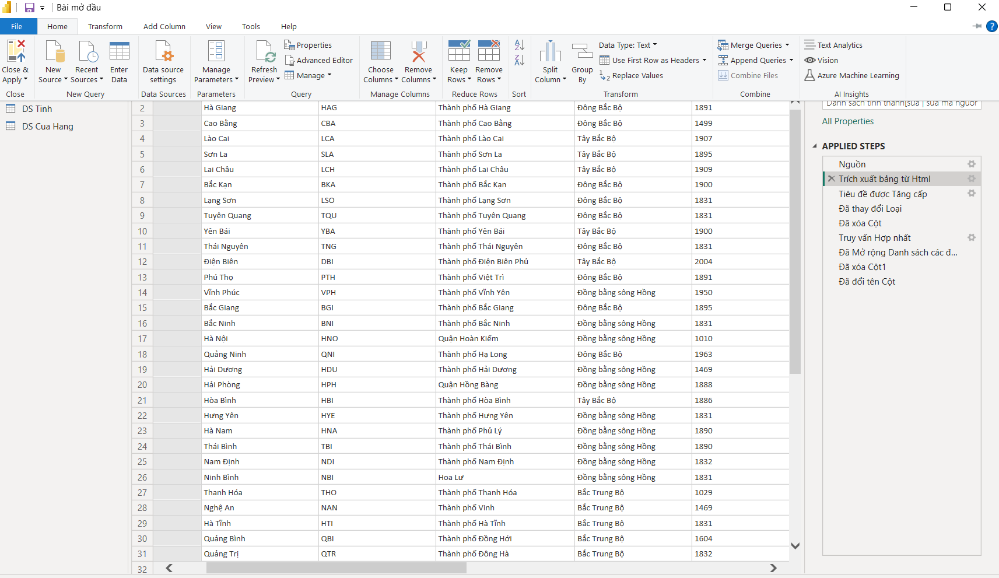 Bài mở đầu
File Home Transform Add Column View Tools Help
Close & Apply
New Source
Recent Sources
Enter Data
Data source settings
Manage Parameters
Refresh Preview
Properties
Advanced Editor
Manage
Choose Columns
Remove Columns
Keep Rows
Remove Rows
Split Column
Group By
Data Type: Text
Use First Row as Headers
Replace Values
Merge Queries
Append Queries
Combine Files
Text Analytics
Vision
Azure Machine Learning
Close New Query Data Sources Parameters Query Manage Columns Reduce Rows Sort Transform Combine AI Insights
DS Tinh
DS Cua Hang
2 Hà Giang HAG Thành phố Hà Giang Đông Bắc Bộ 1891
3 Cao Bằng CBA Thành phố Cao Bằng Đông Bắc Bộ 1499
4 Lào Cai LCA Thành phố Lào Cai Tây Bắc Bộ 1907
5 Sơn La SLA Thành phố Sơn La Tây Bắc Bộ 1895
6 Lai Châu LCH Thành phố Lai Châu Tây Bắc Bộ 1909
7 Bắc Kạn BKA Thành phố Bắc Kạn Đông Bắc Bộ 1900
8 Lạng Sơn LSO Thành phố Lạng Sơn Đông Bắc Bộ 1831
9 Tuyên Quang TQU Thành phố Tuyên Quang Đông Bắc Bộ 1831
10 Yên Bái YBA Thành phố Yên Bái Tây Bắc Bộ 1900
11 Thái Nguyên TNG Thành phố Thái Nguyên Đông Bắc Bộ 1831
12 Điện Biên DBI Thành phố Điện Biên Phủ Tây Bắc Bộ 2004
13 Phú Thọ PTH Thành phố Việt Trì Đông Bắc Bộ 1891
14 Vĩnh Phúc VPH Thành phố Vĩnh Yên Đồng bằng sông Hồng 1950
15 Bắc Giang BGI Thành phố Bắc Giang Đông Bắc Bộ 1895
16 Bắc Ninh BNI Thành phố Bắc Ninh Đồng bằng sông Hồng 1831
17 Hà Nội HNO Quận Hoàn Kiếm Đồng bằng sông Hồng 1010
18 Quảng Ninh QNI Thành phố Hạ Long Đông Bắc Bộ 1963
19 Hải Dương HDU Thành phố Hải Dương Đồng bằng sông Hồng 1469
20 Hải Phòng HPH Quận Hồng Bàng Đồng bằng sông Hồng 1888
21 Hòa Bình HBI Thành phố Hòa Bình Tây Bắc Bộ 1886
22 Hưng Yên HYE Thành phố Hưng Yên Đồng bằng sông Hồng 1831
23 Hà Nam HNA Thành phố Phủ Lý Đồng bằng sông Hồng 1890
24 Thái Bình TBI Thành phố Thái Bình Đồng bằng sông Hồng 1890
25 Nam Định NDI Thành phố Nam Định Đồng bằng sông Hồng 1832
26 Ninh Bình NBI Hoa Lư Đồng bằng sông Hồng 1831
27 Thanh Hóa THO Thành phố Thanh Hóa Bắc Trung Bộ 1029
28 Nghệ An NAN Thành phố Vinh Bắc Trung Bộ 1469
29 Hà Tĩnh HTI Thành phố Hà Tĩnh Bắc Trung Bộ 1831
30 Quảng Bình QBI Thành phố Đồng Hới Bắc Trung Bộ 1604
31 Quảng Trị QTR Thành phố Đông Hà Bắc Trung Bộ 1832
32
All Properties
APPLIED STEPS
Nguồn
Trích xuất bảng từ Html
Tiêu đề được Tăng cấp
Đã thay đổi Loại
Đã xóa Cột
Truy vấn Hợp nhất
Đã Mở rộng Danh sách các đ...
Đã xóa Cột1
Đã đổi tên Cột